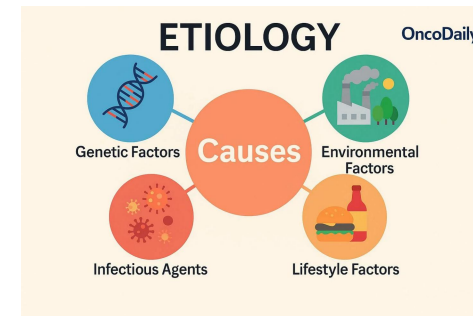 ETIOLOGY
OncoDaily
Genetic Factors
Causes
Environmental
Factors
Infectious Agents
Lifestyle Factors